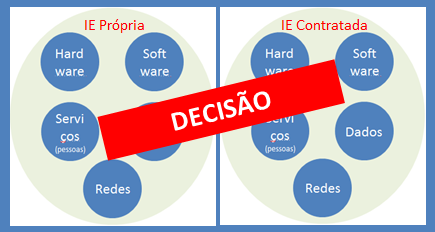 IE Própria
Hard
ware
Soft
ware
Servi
ços
(pessoas)
Redes
IE Contratada
Hard
ware
Soft
ware
Servi
ços
(pessoas)
Dados
Redes
DECISÃO